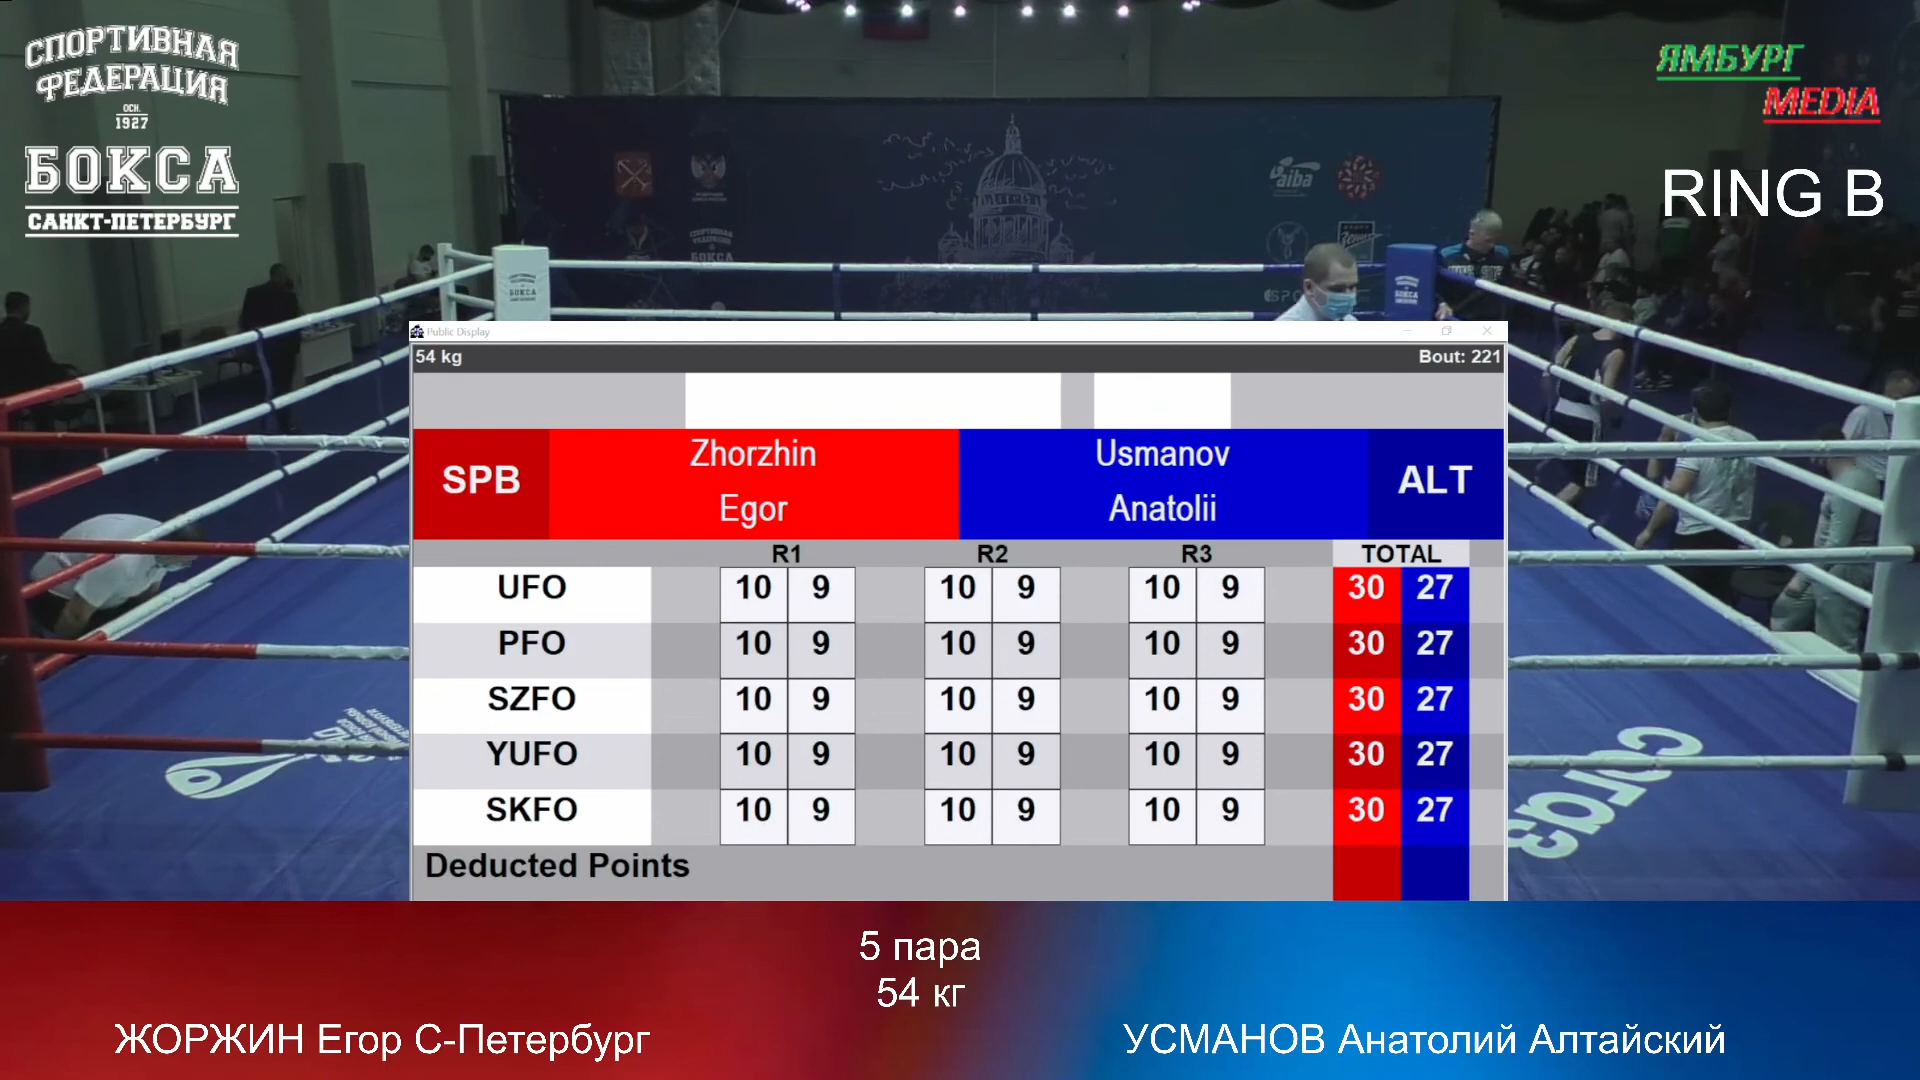 СПОРТИВНАЯ
ФЕДЕРАЦИЯ
ОСН.
1927
БОКСА
САНКТ-ПЕТЕРБУРГ
ЯМБУРГ
MEDIA
RING B
aiba
БОКСА
БОКСА
Public Display
54 kg
Bout: 221
SPB
Zhorzhin
Egor
Usmanov
Anatolii
ALT
R1 R2 R3 TOTAL
UFO 10 9 10 9 10 9 30 27
PFO 10 9 10 9 10 9 30 27
SZFO 10 9 10 9 10 9 30 27
YUFO 10 9 10 9 10 9 30 27
SKFO 10 9 10 9 10 9 30 27
Deducted Points
согаз
5 пара
54 кг
ЖОРЖИН Егор С-Петербург
УСМАНОВ Анатолий Алтайский